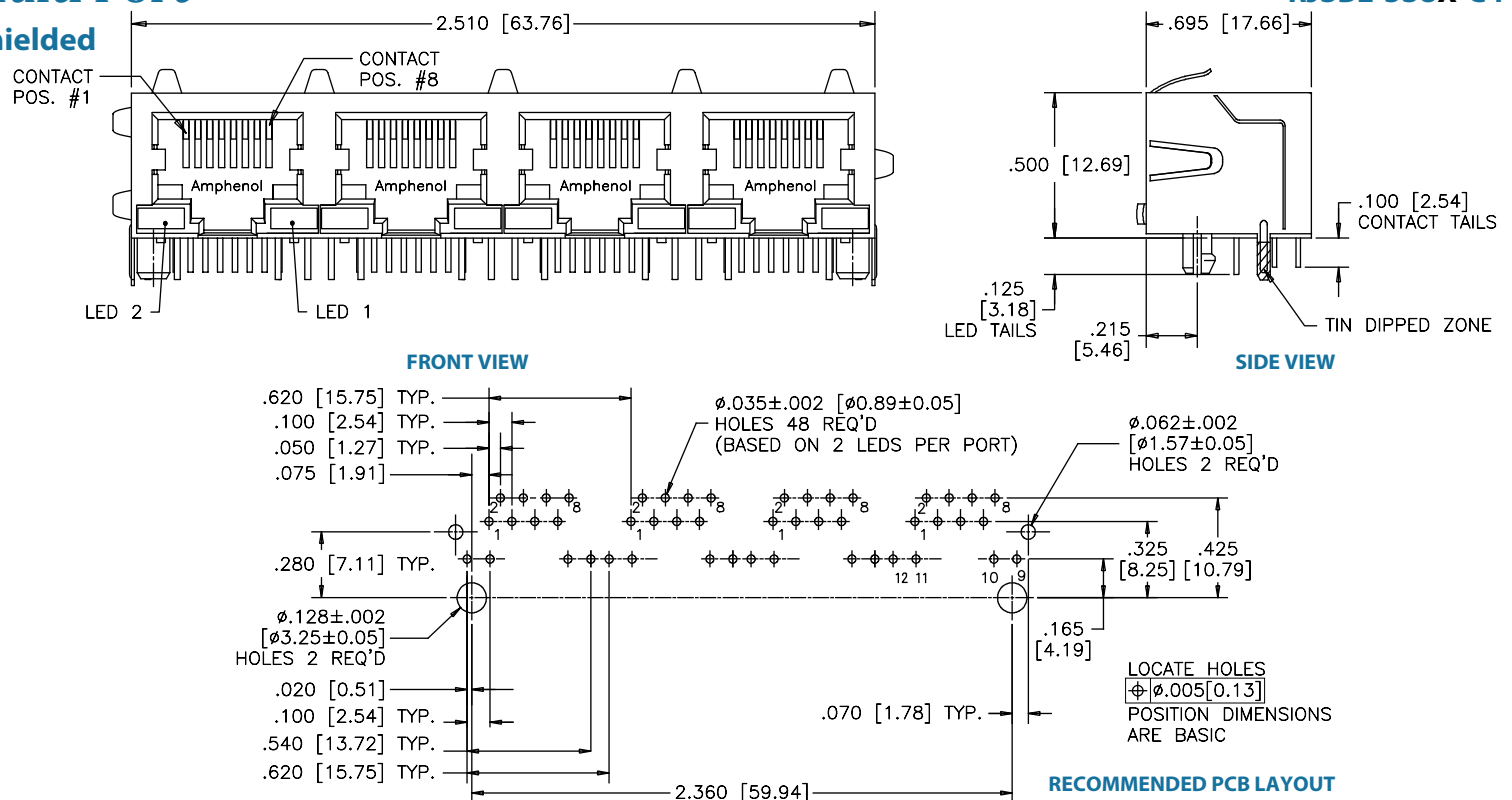 hielded
2.510 [63.76]
.695 [17.66]
CONTACT
POS. #1
CONTACT
POS. #8
Amphenol
Amphenol
Amphenol
Amphenol
LED 2
LED 1
.500 [12.69]
.100 [2.54]
CONTACT TAILS
.125
[3.18]
LED TAILS
.215
[5.46]
TIN DIPPED ZONE
FRONT VIEW
SIDE VIEW
.620 [15.75] TYP.
.100 [2.54] TYP.
.050 [1.27] TYP.
.075 [1.91]
ø.035±.002 [ø0.89±0.05]
HOLES 48 REQ'D
(BASED ON 2 LEDS PER PORT)
ø.062±.002
[ø1.57±0.05]
HOLES 2 REQ'D
2 8 2 8 2 8 2 8
1 1 1 1
.280 [7.11] TYP.
12 11 10 9
.325
[8.25]
.425
[10.79]
ø.128±.002
[ø3.25±0.05]
HOLES 2 REQ'D
.165
[4.19]
.020 [0.51]
.100 [2.54] TYP.
.540 [13.72] TYP.
.620 [15.75] TYP.
.070 [1.78] TYP.
LOCATE HOLES
⌖ ø.005[0.13]
POSITION DIMENSIONS
ARE BASIC
2.360 [59.94]
RECOMMENDED PCB LAYOUT